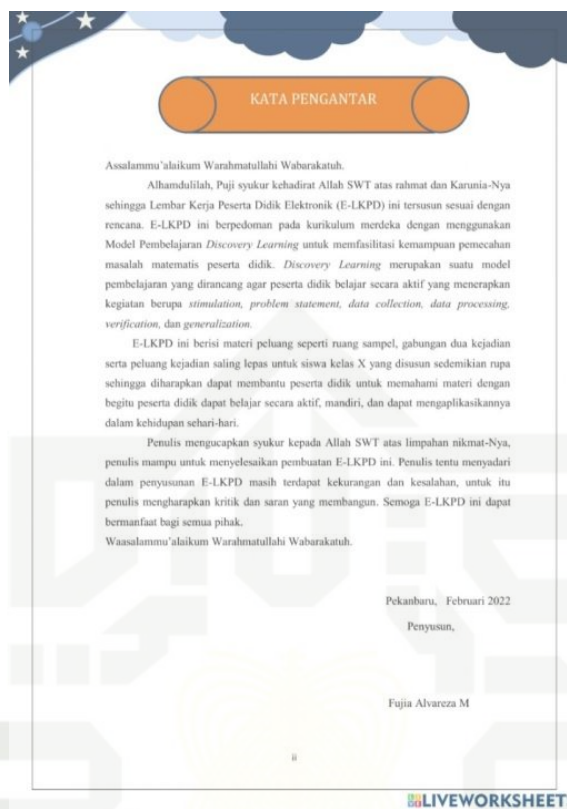 KATA PENGANTAR
Assalammu'alaikum Warahmatullahi Wabarakatuh.
Alhamdulilah, Puji syukur kehadirat Allah SWT atas rahmat dan Karunia-Nya
sehingga Lembar Kerja Peserta Didik Elektronik (E-LKPD) ini tersusun sesuai dengan
rencana. E-LKPD ini berpedoman pada kurikulum merdeka dengan menggunakan
Model Pembelajaran Discovery Learning untuk memfasilitasi kemampuan pemecahan
masalah matematis peserta didik. Discovery Learning merupakan suatu model
pembelajaran yang dirancang agar peserta didik belajar secara aktif yang menerapkan
kegiatan berupa stimulation, problem statement, data collection, data processing,
verification, dan generalization.
E-LKPD ini berisi materi peluang seperti ruang sampel, gabungan dua kejadian
serta peluang kejadian saling lepas untuk siswa kelas X yang disusun sedemikian rupa
sehingga diharapkan dapat membantu peserta didik untuk memahami materi dengan
begitu peserta didik dapat belajar secara aktif, mandiri, dan dapat mengaplikasikannya
dalam kehidupan sehari-hari.
Penulis mengucapkan syukur kepada Allah SWT atas limpahan nikmat-Nya,
penulis mampu untuk menyelesaikan pembuatan E-LKPD ini. Penulis tentu menyadari
dalam penyusunan E-LKPD masih terdapat kekurangan dan kesalahan, untuk itu
penulis mengharapkan kritik dan saran yang membangun. Semoga E-LKPD ini dapat
bermanfaat bagi semua pihak.
Waasalammu'alaikum Warahmatullahi Wabarakatuh.
Pekanbaru, Februari 2022
Penyusun,
Fujia Alvareza M
ii
LIVEWORKSHEETS